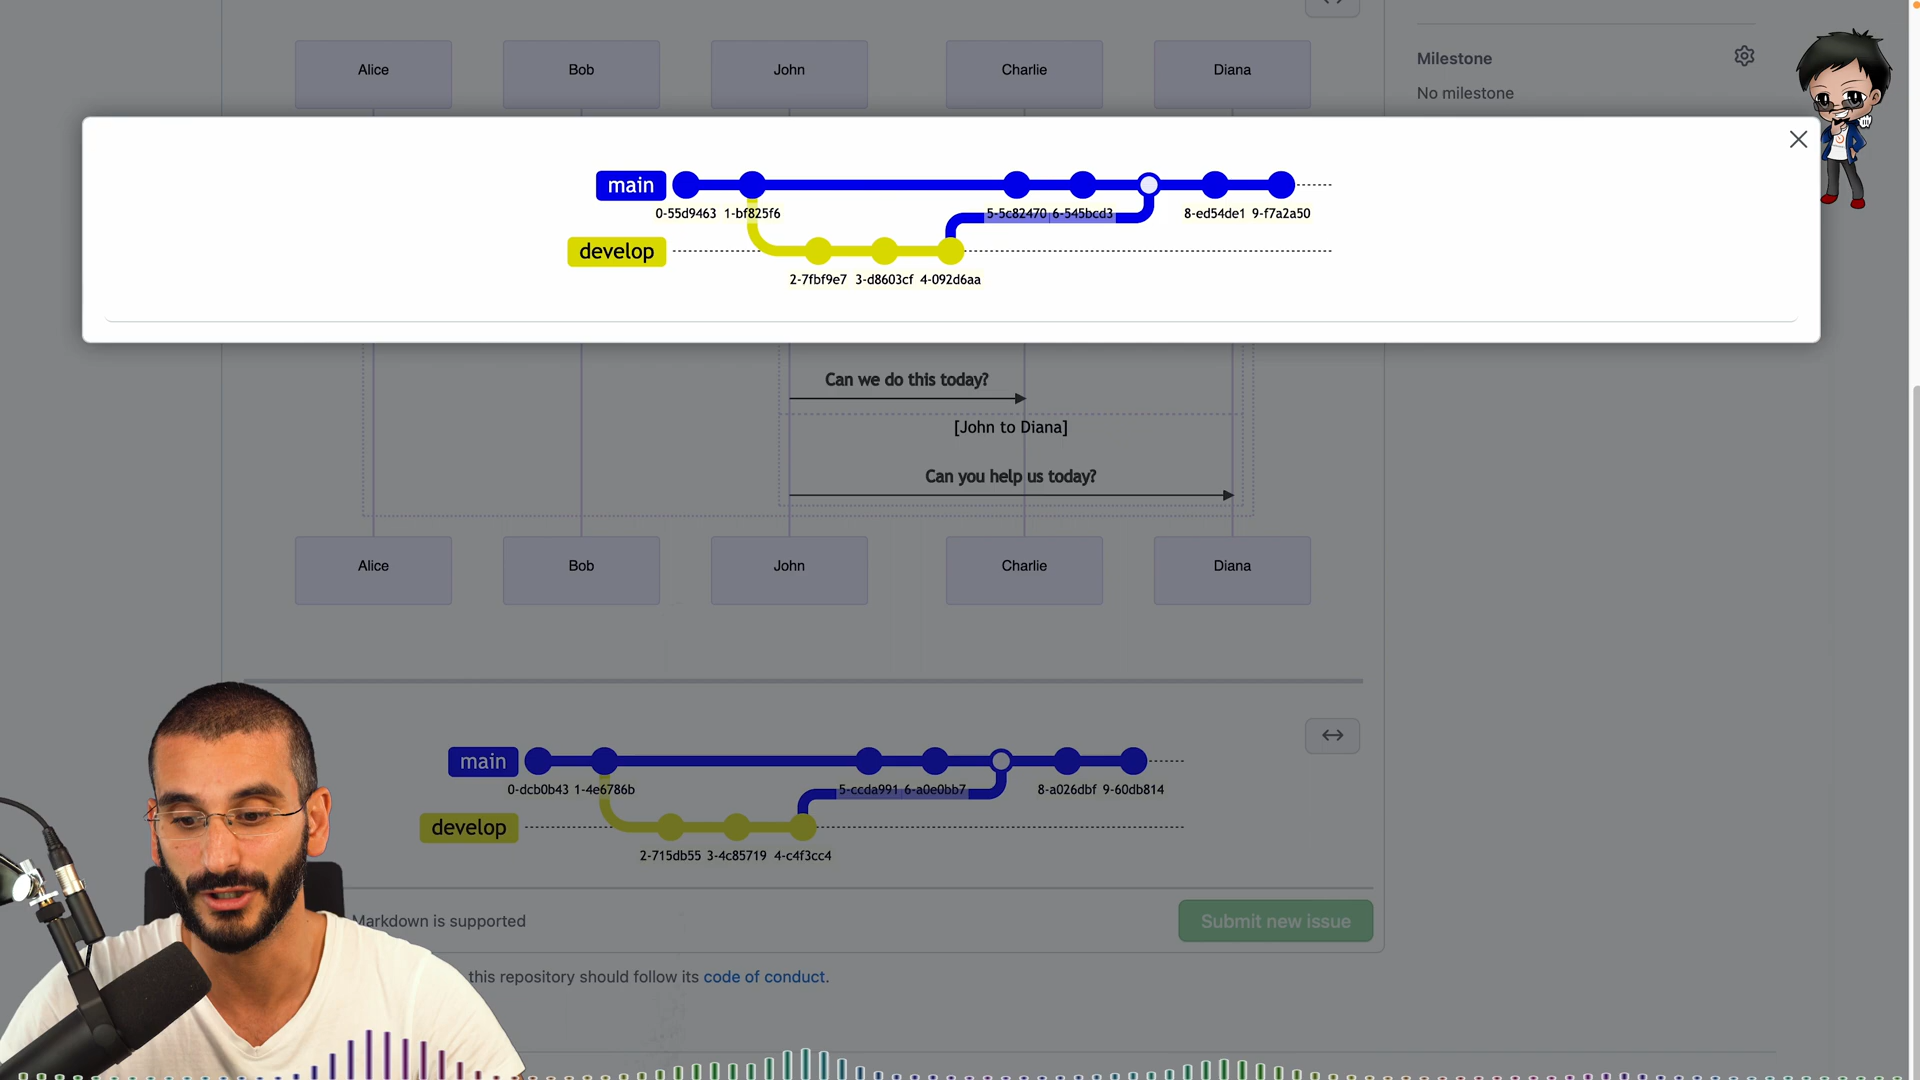 Alice Bob John Charlie Diana
Milestone
No milestone
main
0-55d9463 1-bf825f6 5-5c82470 6-545bcd3 8-ed54de1 9-f7a2a50
develop
2-7fbf9e7 3-d8603cf 4-092d6aa
Can we do this today?
[John to Diana]
Can you help us today?
Alice Bob John Charlie Diana
main
0-dcb0b43 1-4e6786b 5-ccda991 6-a0e0bb7 8-a026dbf 9-60db814
develop
2-715db55 3-4c85719 4-c4f3cc4
Markdown is supported
Submit new issue
this repository should follow its code of conduct.